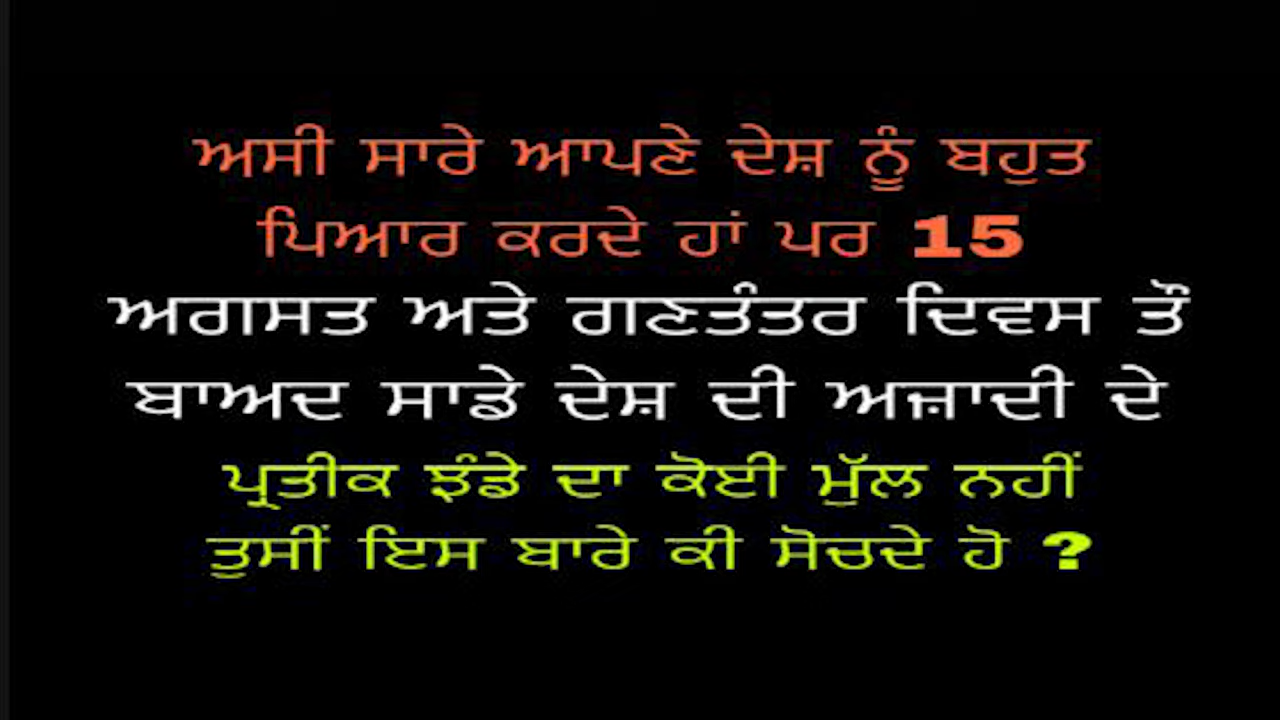 ਅਸੀ ਸਾਰੇ ਆਪਣੇ ਦੇਸ਼ ਨੂੰ ਬਹੁਤ
ਪਿਆਰ ਕਰਦੇ ਹਾਂ ਪਰ 15
ਅਗਸਤ ਅਤੇ ਗਣਤੰਤਰ ਦਿਵਸ ਤੌਂ
ਬਾਅਦ ਸਾਡੇ ਦੇਸ਼ ਦੀ ਅਜ਼ਾਦੀ ਦੇ
ਪ੍ਰਤੀਕ ਝੰਡੇ ਦਾ ਕੋਈ ਮੁੱਲ ਨਹੀਂ
ਤੁਸੀਂ ਇਸ ਬਾਰੇ ਕੀ ਸੋਚਦੇ ਹੋ ?